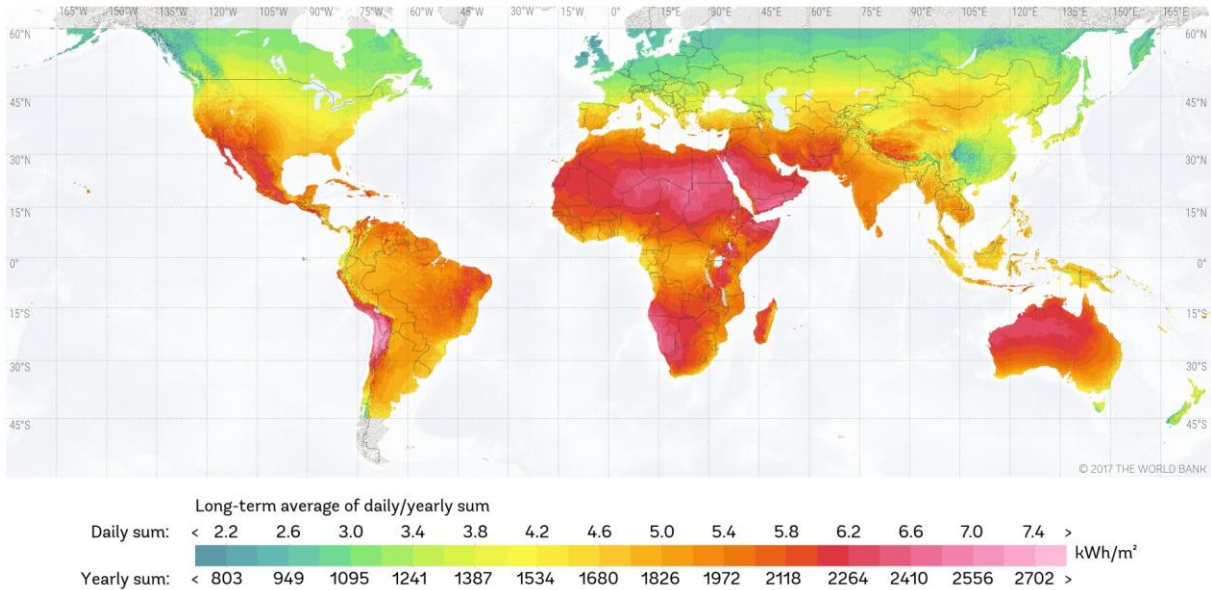 165°W 150°W 135°W 120°W 105°W 90°W 75°W 60°W 45°W 30°W 15°W 0° 15°E 30°E 45°E 60°E 75°E 90°E 105°E 120°E 135°E 150°E 165°E
60°N 60°N
45°N 45°N
30°N 30°N
15°N 15°N
0° 0°
15°S 15°S
30°S 30°S
45°S 45°S
© 2017 THE WORLD BANK
Long-term average of daily/yearly sum
Daily sum: < 2.2 2.6 3.0 3.4 3.8 4.2 4.6 5.0 5.4 5.8 6.2 6.6 7.0 7.4 >
kWh/m²
Yearly sum: < 803 949 1095 1241 1387 1534 1680 1826 1972 2118 2264 2410 2556 2702 >